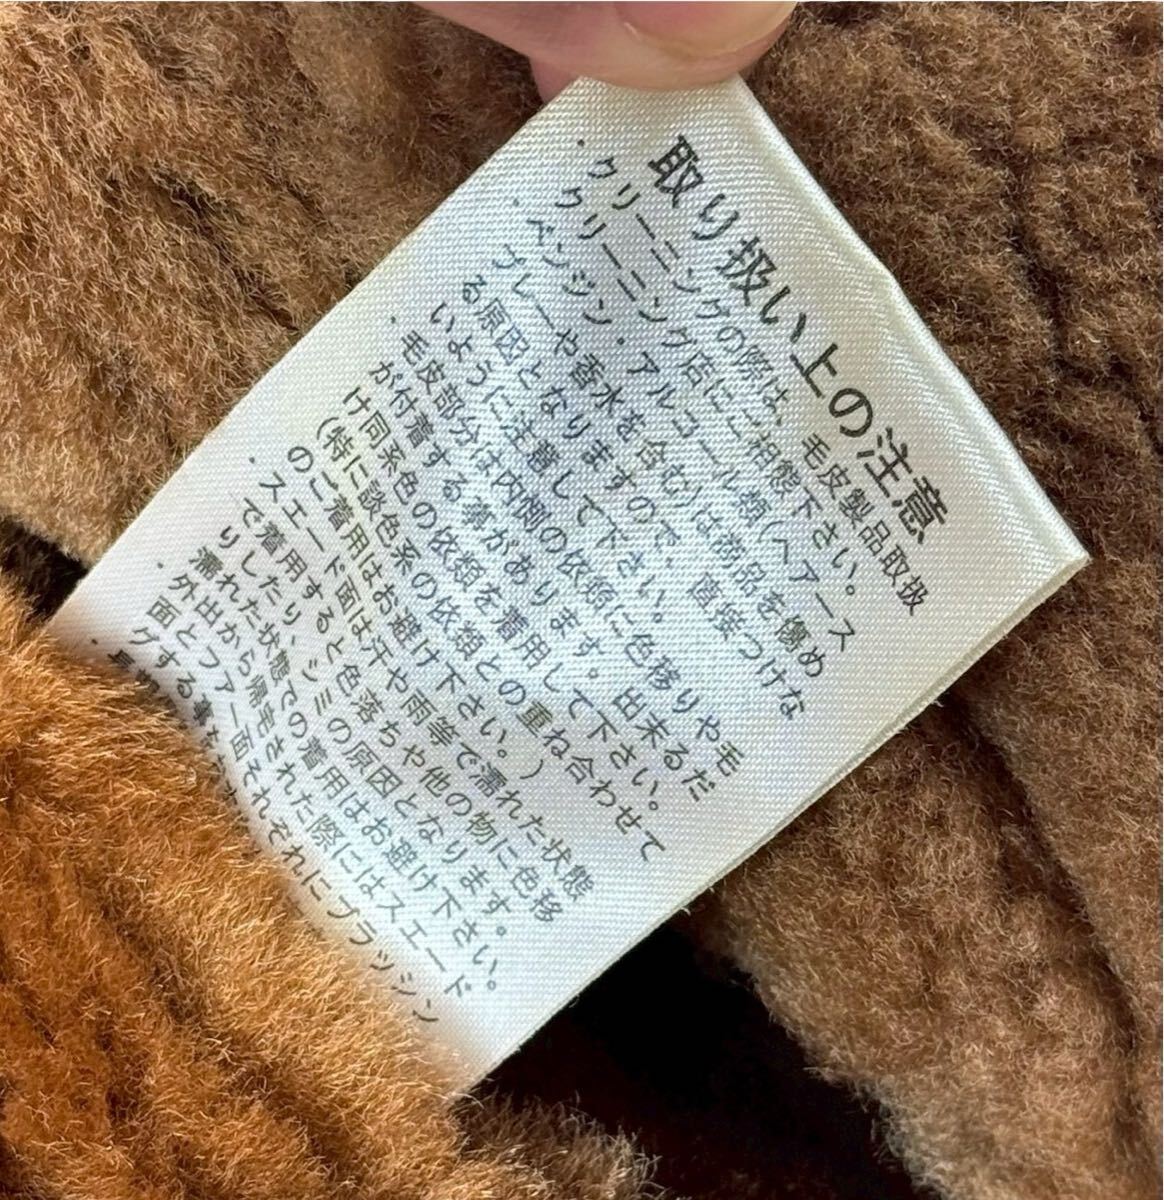 取り扱い上の注意
・クリーニングの際は、毛皮製品取扱
クリーニング店にご相態下さい。
・ベンジン・アルコール類(ヘアース
プレーや香水を含む)は商品を傷め
る原因となりますので、直接つけな
いように注意して下さい。
・毛皮部分は内側の依類に色移りや毛
が付着する事があります。出来るだ
け同系色の依類を着用して下さい。
(特に談色系の依類との重ね合わせて
のご着用はお避け下さい。)
・スエード面は汗や雨等で濡れた状態
で着用すると色落ちや他の物に色移
りしたり、シミの原因となります。
濡れた状態での着用はお避け下さい。
・外出から帰毛された際にはスエード
面とファー面それぞれにブラッシン
グする事を